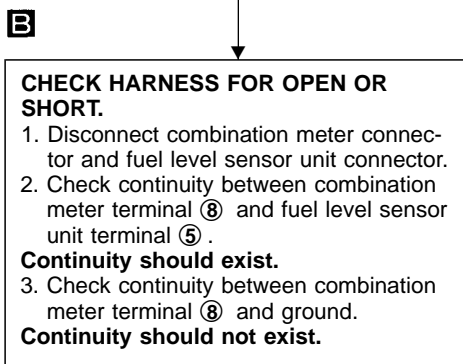 B
CHECK HARNESS FOR OPEN OR
SHORT.
1. Disconnect combination meter connec-
tor and fuel level sensor unit connector.
2. Check continuity between combination
meter terminal ⑧ and fuel level sensor
unit terminal ⑤ .
Continuity should exist.
3. Check continuity between combination
meter terminal ⑧ and ground.
Continuity should not exist.